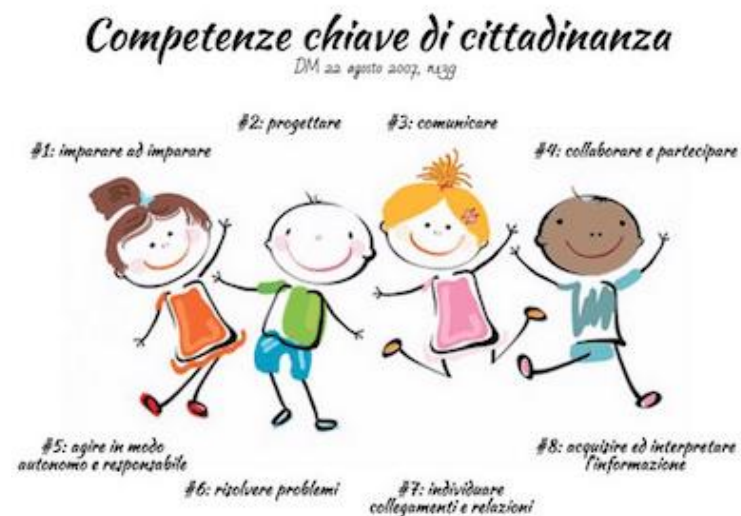 Competenze chiave di cittadinanza
DM 22 agosto 2007, n139
#1: imparare ad imparare
#2: progettare
#3: comunicare
#4: collaborare e partecipare
#5: agire in modo
autonomo e responsabile
#6: risolvere problemi
#7: individuare
collegamenti e relazioni
#8: acquisire ed interpretare
l'informazione